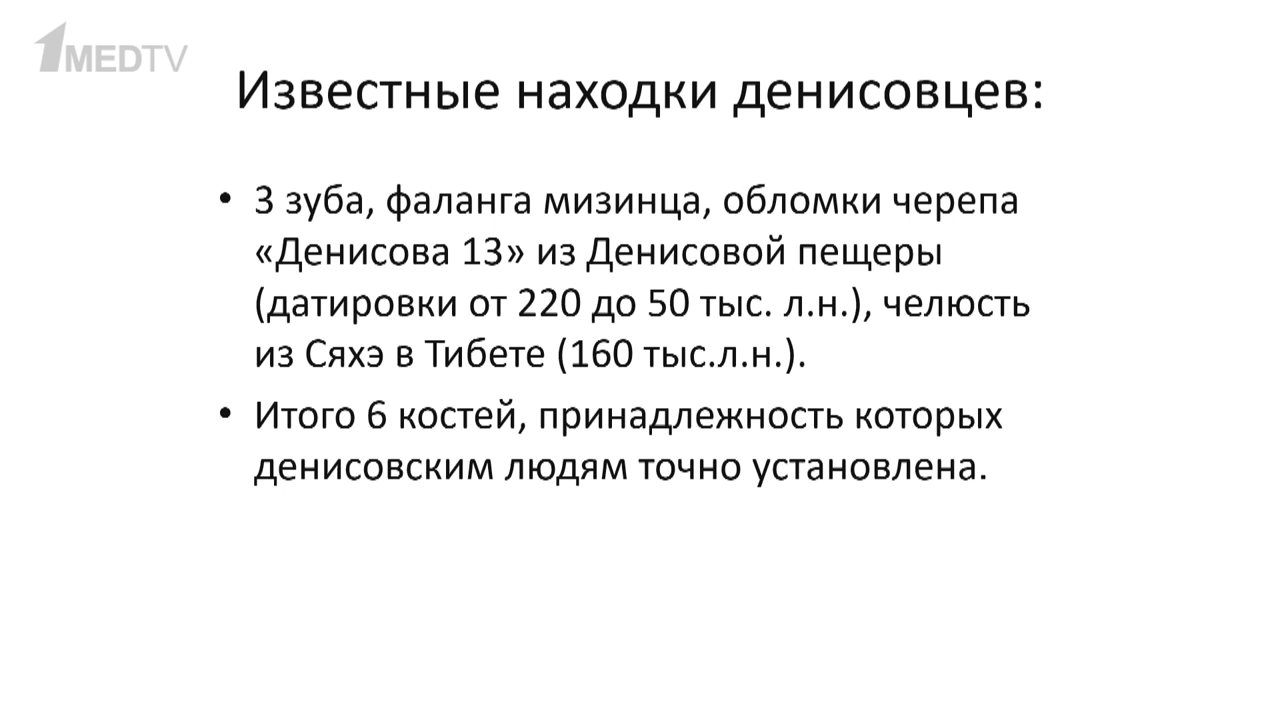 1MEDTV
Известные находки денисовцев:
• 3 зуба, фаланга мизинца, обломки черепа
«Денисова 13» из Денисовой пещеры
(датировки от 220 до 50 тыс. л.н.), челюсть
из Сяхэ в Тибете (160 тыс.л.н.).
• Итого 6 костей, принадлежность которых
денисовским людям точно установлена.